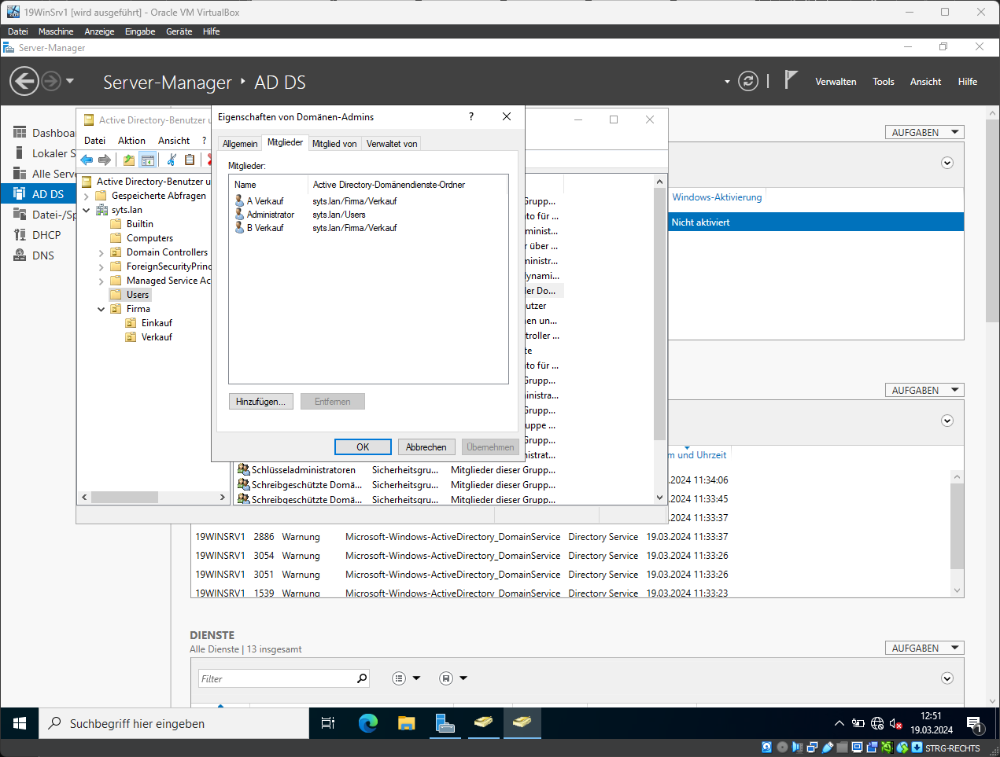 19WinSrv1 [wird ausgeführt] - Oracle VM VirtualBox
Datei Maschine Anzeige Eingabe Geräte Hilfe
Server-Manager
Server-Manager ‣ AD DS
Verwalten Tools Ansicht Hilfe
Dashboa
Lokaler S
Alle Serve
AD DS
Datei-/Sp
DHCP
DNS
Active Directory-Benutzer u
Datei Aktion Ansicht ?
Active Directory-Benutzer u
Gespeicherte Abfragen
syts.lan
Builtin
Computers
Domain Controllers
ForeignSecurityPrinc
Managed Service Ac
Users
Firma
Einkauf
Verkauf
Eigenschaften von Domänen-Admins ?
Allgemein Mitglieder Mitglied von Verwaltet von
Mitglieder:
Name Active Directory-Domänendienste-Ordner
A Verkauf syts.lan/Firma/Verkauf
Administrator syts.lan/Users
B Verkauf syts.lan/Firma/Verkauf
Hinzufügen... Entfernen
OK Abbrechen Übernehmen
Grupp...
to für ...
minist...
r über ...
ministr...
dynami...
ler Do...
utzer
en un...
troller ...
te
to für ...
Grupp...
inistra...
Grupp...
uppe ...
Grupp...
nistrat...
Schlüsseladministratoren Sicherheitsgru... Mitglieder dieser Grupp...
Schreibgeschützte Domä... Sicherheitsgru... Mitglieder dieser Grupp...
Schreibgeschützte Domä... Sicherheitsgru... Mitglieder dieser Grupp...
AUFGABEN
Windows-Aktivierung
Nicht aktiviert
AUFGABEN
m und Uhrzeit
.2024 11:34:06
.2024 11:33:45
.2024 11:33:37
19WINSRV1 2886 Warnung Microsoft-Windows-ActiveDirectory_DomainService Directory Service 19.03.2024 11:33:37
19WINSRV1 3054 Warnung Microsoft-Windows-ActiveDirectory_DomainService Directory Service 19.03.2024 11:33:26
19WINSRV1 3051 Warnung Microsoft-Windows-ActiveDirectory_DomainService Directory Service 19.03.2024 11:33:26
19WINSRV1 1539 Warnung Microsoft-Windows-ActiveDirectory_DomainService Directory Service 19.03.2024 11:33:23
DIENSTE
Alle Dienste | 13 insgesamt
AUFGABEN
Filter
Suchbegriff hier eingeben
12:51
19.03.2024
1
STRG-RECHTS